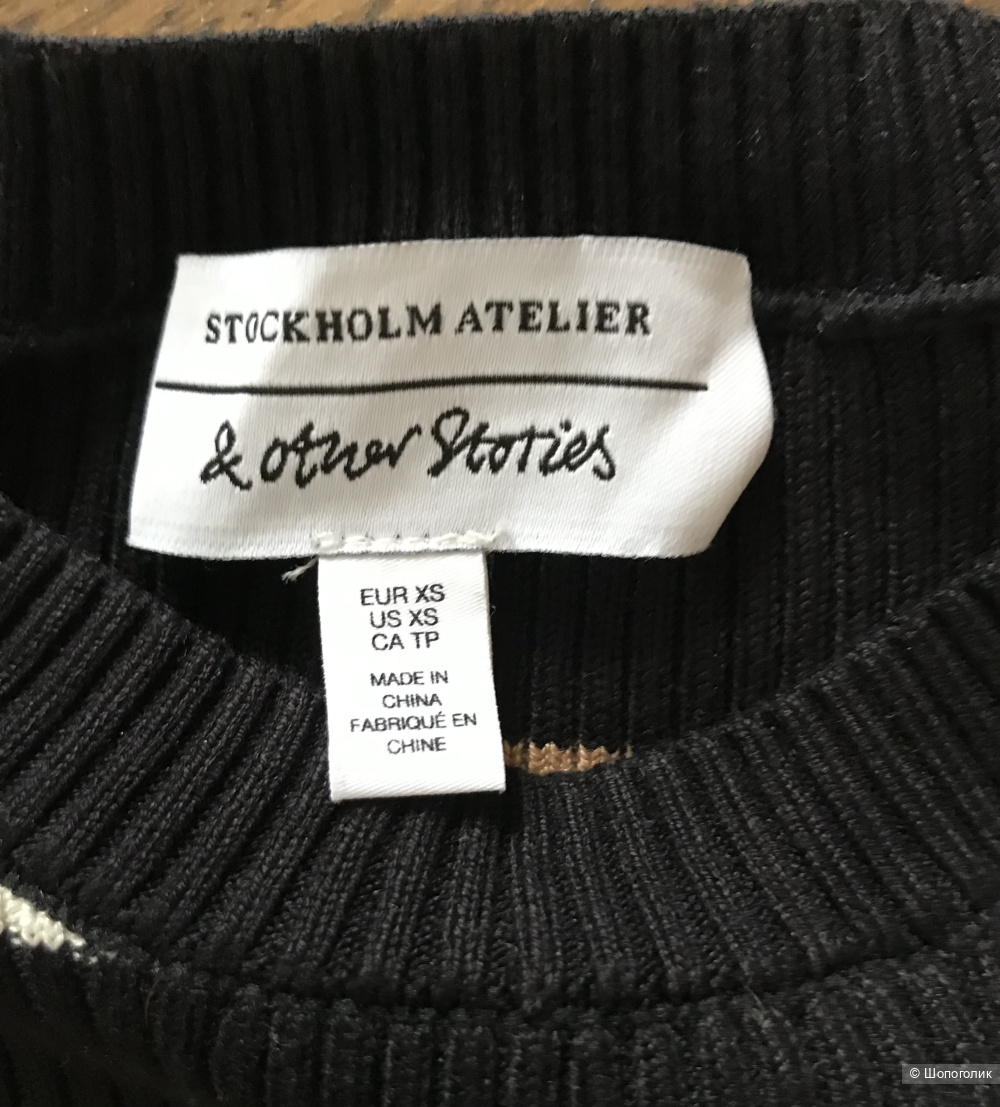 STOCKHOLM ATELIER
& other Stories
EUR XS
US XS
CA TP
MADE IN
CHINA
FABRIQUÉ EN
CHINE
© Шопоголик